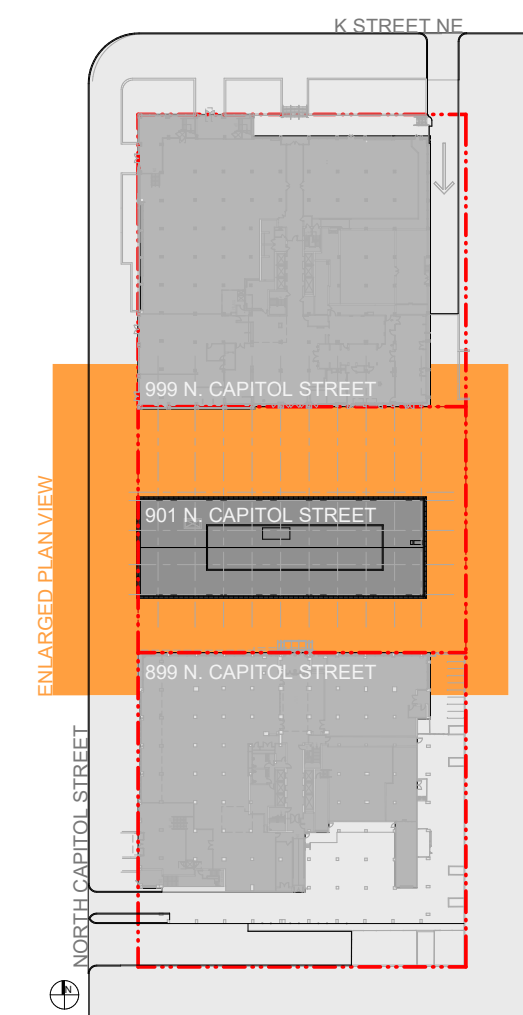 K STREET NE
999 N. CAPITOL STREET
901 N. CAPITOL STREET
ENLARGED PLAN VIEW
899 N. CAPITOL STREET
NORTH CAPITOL STREET
N